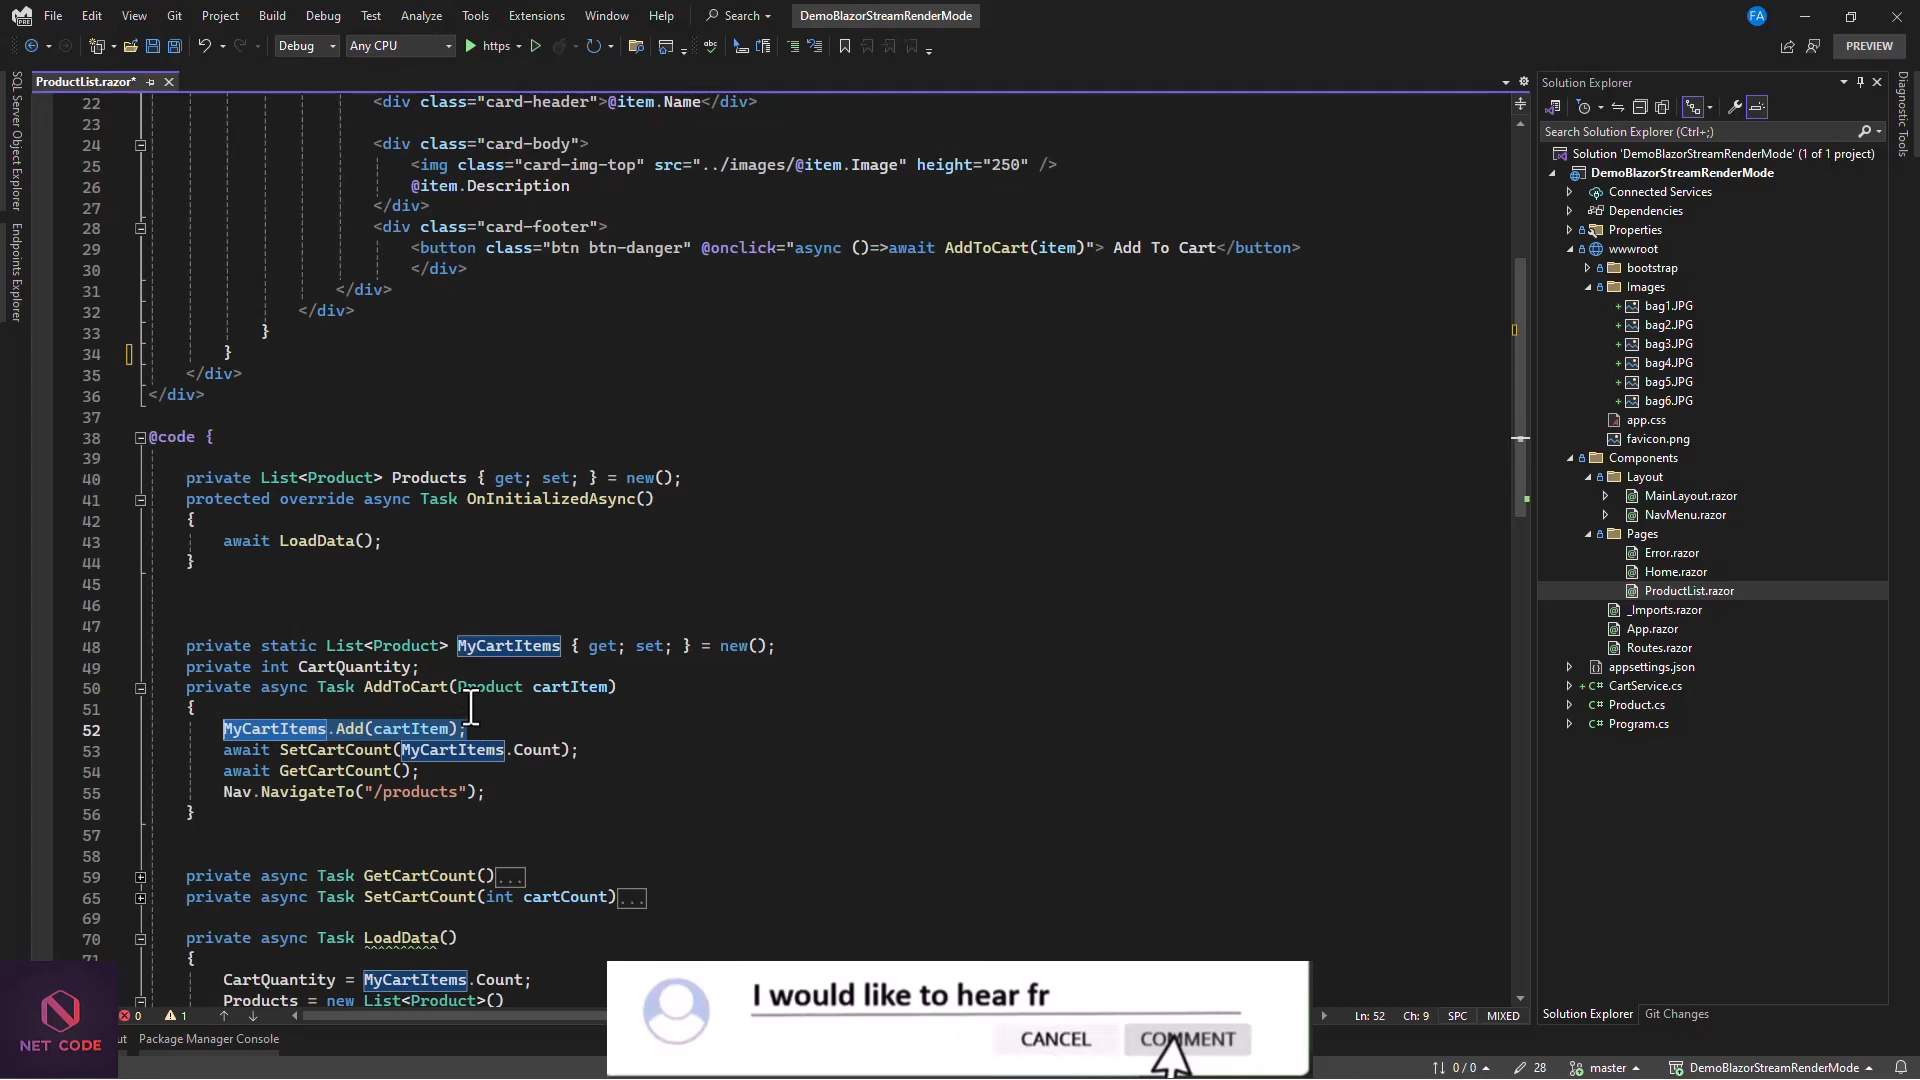 File Edit View Git Project Build Debug Test Analyze Tools Extensions Window Help Search DemoBlazorStreamRenderMode FA
Debug Any CPU https PREVIEW
ProductList.razor*
SQL Server Object Explorer
Endpoints Explorer
22 <div class="card-header">@item.Name</div>
23
24 <div class="card-body">
25 <img class="card-img-top" src="../images/@item.Image" height="250" />
26 @item.Description
27 </div>
28 <div class="card-footer">
29 <button class="btn btn-danger" @onclick="async ()=>await AddToCart(item)"> Add To Cart</button>
30 </div>
31 </div>
32 </div>
33 }
34 }
35 </div>
36 </div>
37
38 @code {
39
40 private List<Product> Products { get; set; } = new();
41 protected override async Task OnInitializedAsync()
42 {
43 await LoadData();
44 }
45
46
47
48 private static List<Product> MyCartItems { get; set; } = new();
49 private int CartQuantity;
50 private async Task AddToCart(Product cartItem)
51 {
52 MyCartItems.Add(cartItem);
53 await SetCartCount(MyCartItems.Count);
54 await GetCartCount();
55 Nav.NavigateTo("/products");
56 }
57
58
59 private async Task GetCartCount()...
65 private async Task SetCartCount(int cartCount)...
69
70 private async Task LoadData()
71 {
CartQuantity = MyCartItems.Count;
Products = new List<Product>()
0 1 Ln: 52 Ch: 9 SPC MIXED
Package Manager Console
NET CODE
I would like to hear fr
CANCEL COMMENT
Solution Explorer
Search Solution Explorer (Ctrl+;)
Solution 'DemoBlazorStreamRenderMode' (1 of 1 project)
DemoBlazorStreamRenderMode
Connected Services
Dependencies
Properties
wwwroot
bootstrap
Images
bag1.JPG
bag2.JPG
bag3.JPG
bag4.JPG
bag5.JPG
bag6.JPG
app.css
favicon.png
Components
Layout
MainLayout.razor
NavMenu.razor
Pages
Error.razor
Home.razor
ProductList.razor
_Imports.razor
App.razor
Routes.razor
appsettings.json
C# CartService.cs
C# Product.cs
C# Program.cs
Solution Explorer Git Changes
Diagnostic Tools
0 / 0 28 master DemoBlazorStreamRenderMode